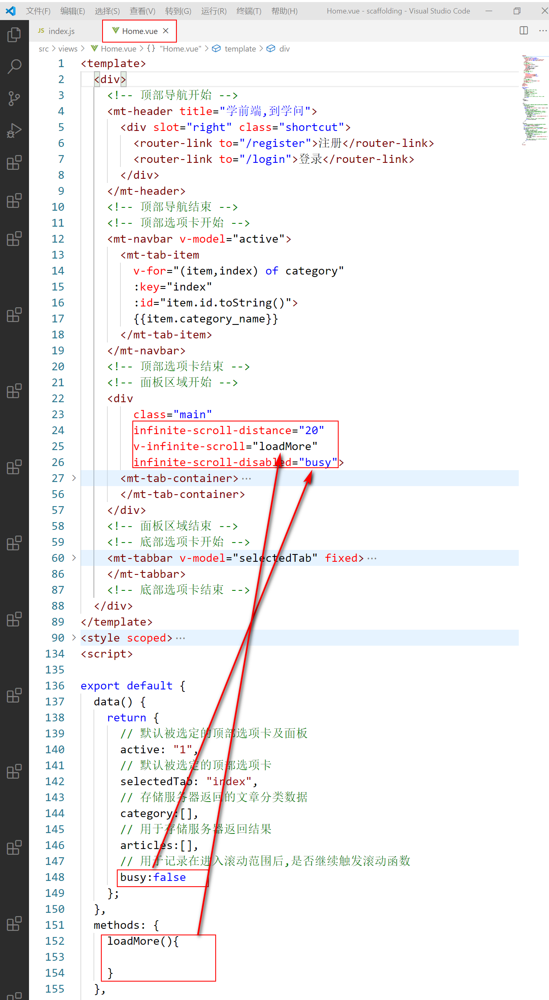 文件(F) 编辑(E) 选择(S) 查看(V) 转到(G) 运行(R) 终端(T) 帮助(H) Home.vue - scaffolding - Visual Studio Code
JS index.js Home.vue
src > views > Home.vue > {} "Home.vue" > template > div
1 <template>
2 <div>
3 <!-- 顶部导航开始 -->
4 <mt-header title="学前端,到学问">
5 <div slot="right" class="shortcut">
6 <router-link to="/register">注册</router-link>
7 <router-link to="/login">登录</router-link>
8 </div>
9 </mt-header>
10 <!-- 顶部导航结束 -->
11 <!-- 顶部选项卡开始 -->
12 <mt-navbar v-model="active">
13 <mt-tab-item
14 v-for="(item,index) of category"
15 :key="index"
16 :id="item.id.toString()">
17 {{item.category_name}}
18 </mt-tab-item>
19 </mt-navbar>
20 <!-- 顶部选项卡结束 -->
21 <!-- 面板区域开始 -->
22 <div
23 class="main"
24 infinite-scroll-distance="20"
25 v-infinite-scroll="loadMore"
26 infinite-scroll-disabled="busy">
27 <mt-tab-container>···
56 </mt-tab-container>
57 </div>
58 <!-- 面板区域结束 -->
59 <!-- 底部选项卡开始 -->
60 <mt-tabbar v-model="selectedTab" fixed>···
86 </mt-tabbar>
87 <!-- 底部选项卡结束 -->
88 </div>
89 </template>
90 <style scoped>···
134 <script>
135
136 export default {
137 data() {
138 return {
139 // 默认被选定的顶部选项卡及面板
140 active: "1",
141 // 默认被选定的顶部选项卡
142 selectedTab: "index",
143 // 存储服务器返回的文章分类数据
144 category:[],
145 // 用于存储服务器返回结果
146 articles:[],
147 // 用于记录在进入滚动范围后,是否继续触发滚动函数
148 busy:false
149 };
150 },
151 methods: {
152 loadMore(){
153
154 }
155 },